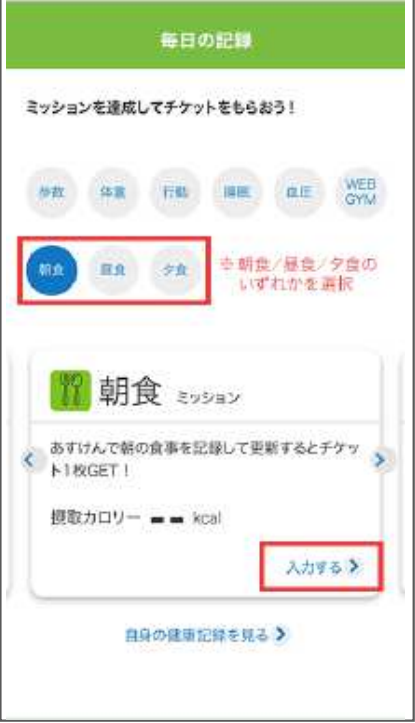 毎日の記録
ミッションを達成してチケットをもらおう!
歩数
体重
行動
睡眠
血圧
WEB
GYM
朝食
昼食
夕食
※朝食/昼食/夕食の
いずれかを選択
朝食 ミッション
あすけんで朝の食事を記録して更新するとチケッ
ト1枚GET!
摂取カロリー -- kcal
入力する
自身の健康記録を見る